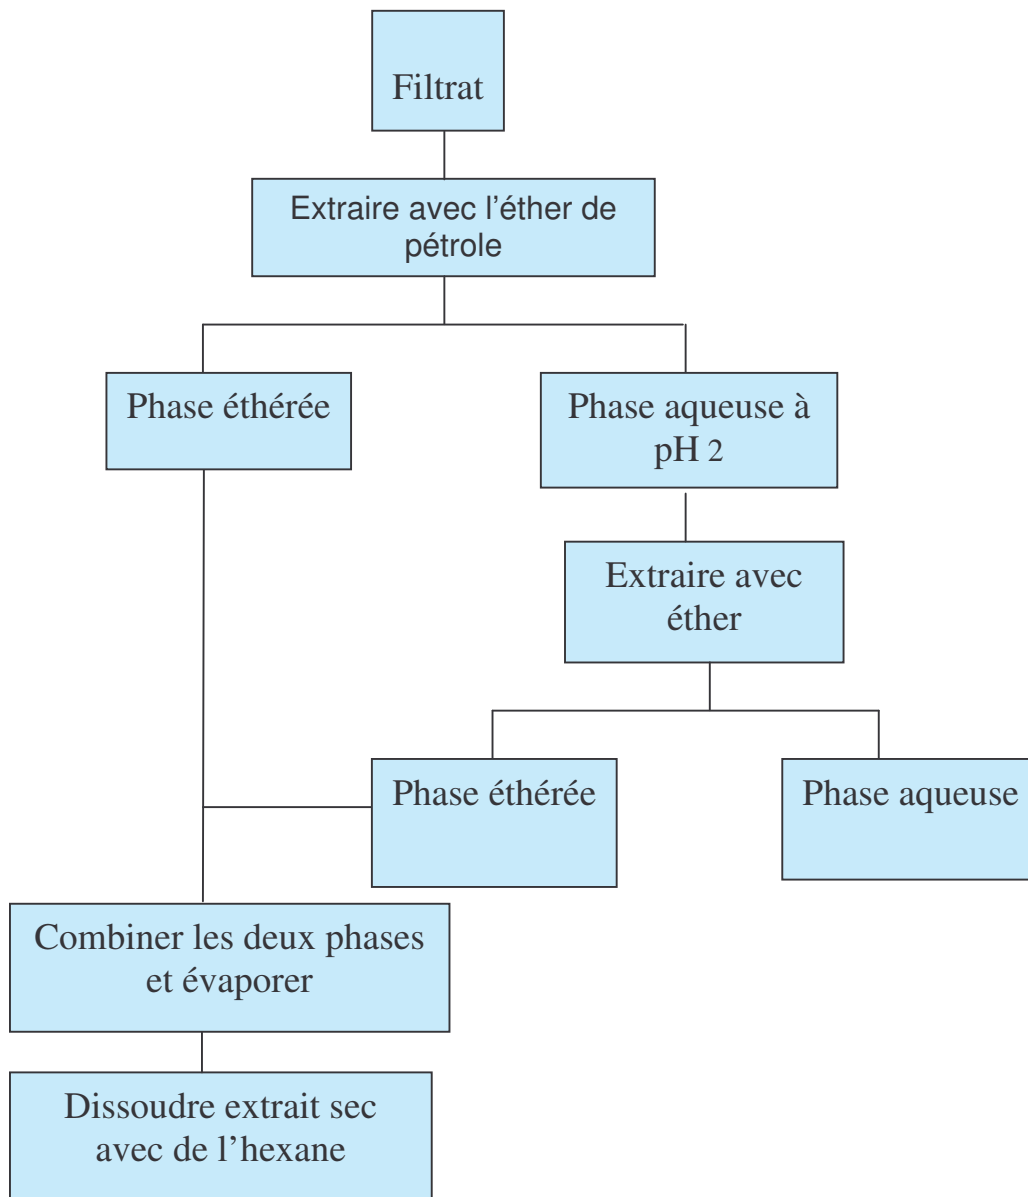 Filtrat
Extraire avec l’éther de
pétrole
Phase éthérée
Phase aqueuse à
pH 2
Extraire avec
éther
Phase éthérée
Phase aqueuse
Combiner les deux phases
et évaporer
Dissoudre extrait sec
avec de l’hexane